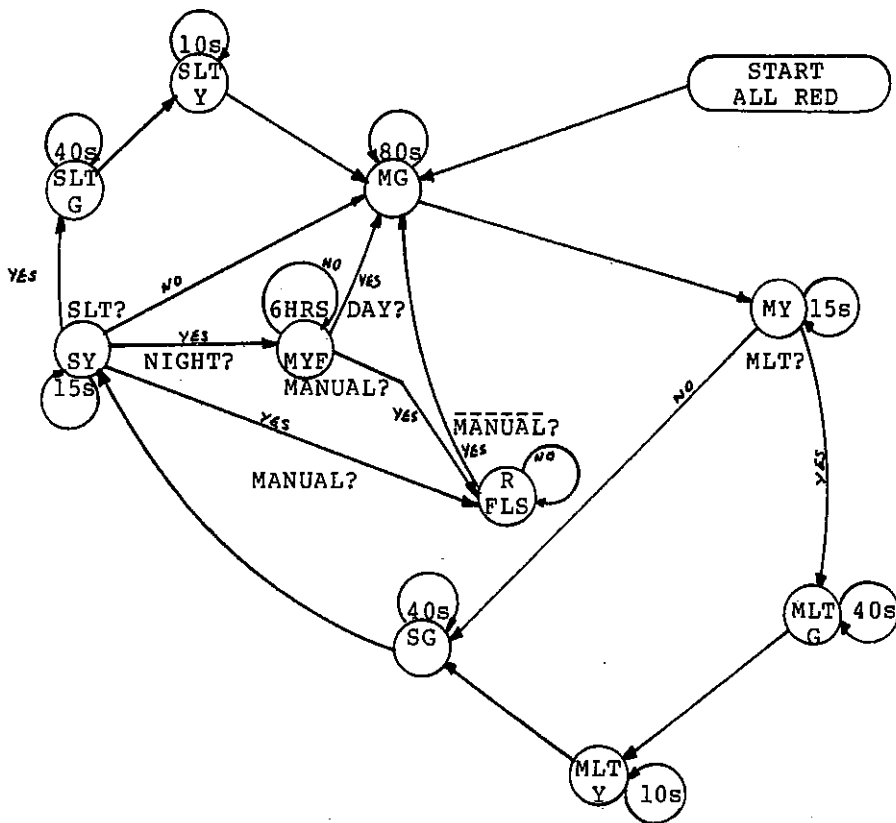 10s
SLT
Y
START
ALL RED
40s
SLT
G
80s
MG
YES
NO
NO
YES
SLT?
6HRS
DAY?
MY
15s
YES
SY
NIGHT?
MYF
MLT?
15s
MANUAL?
NO
YES
YES
MANUAL?
YES
NO
YES
MANUAL?
R
FLS
40s
SG
MLT
G
40s
MLT
Y
10s